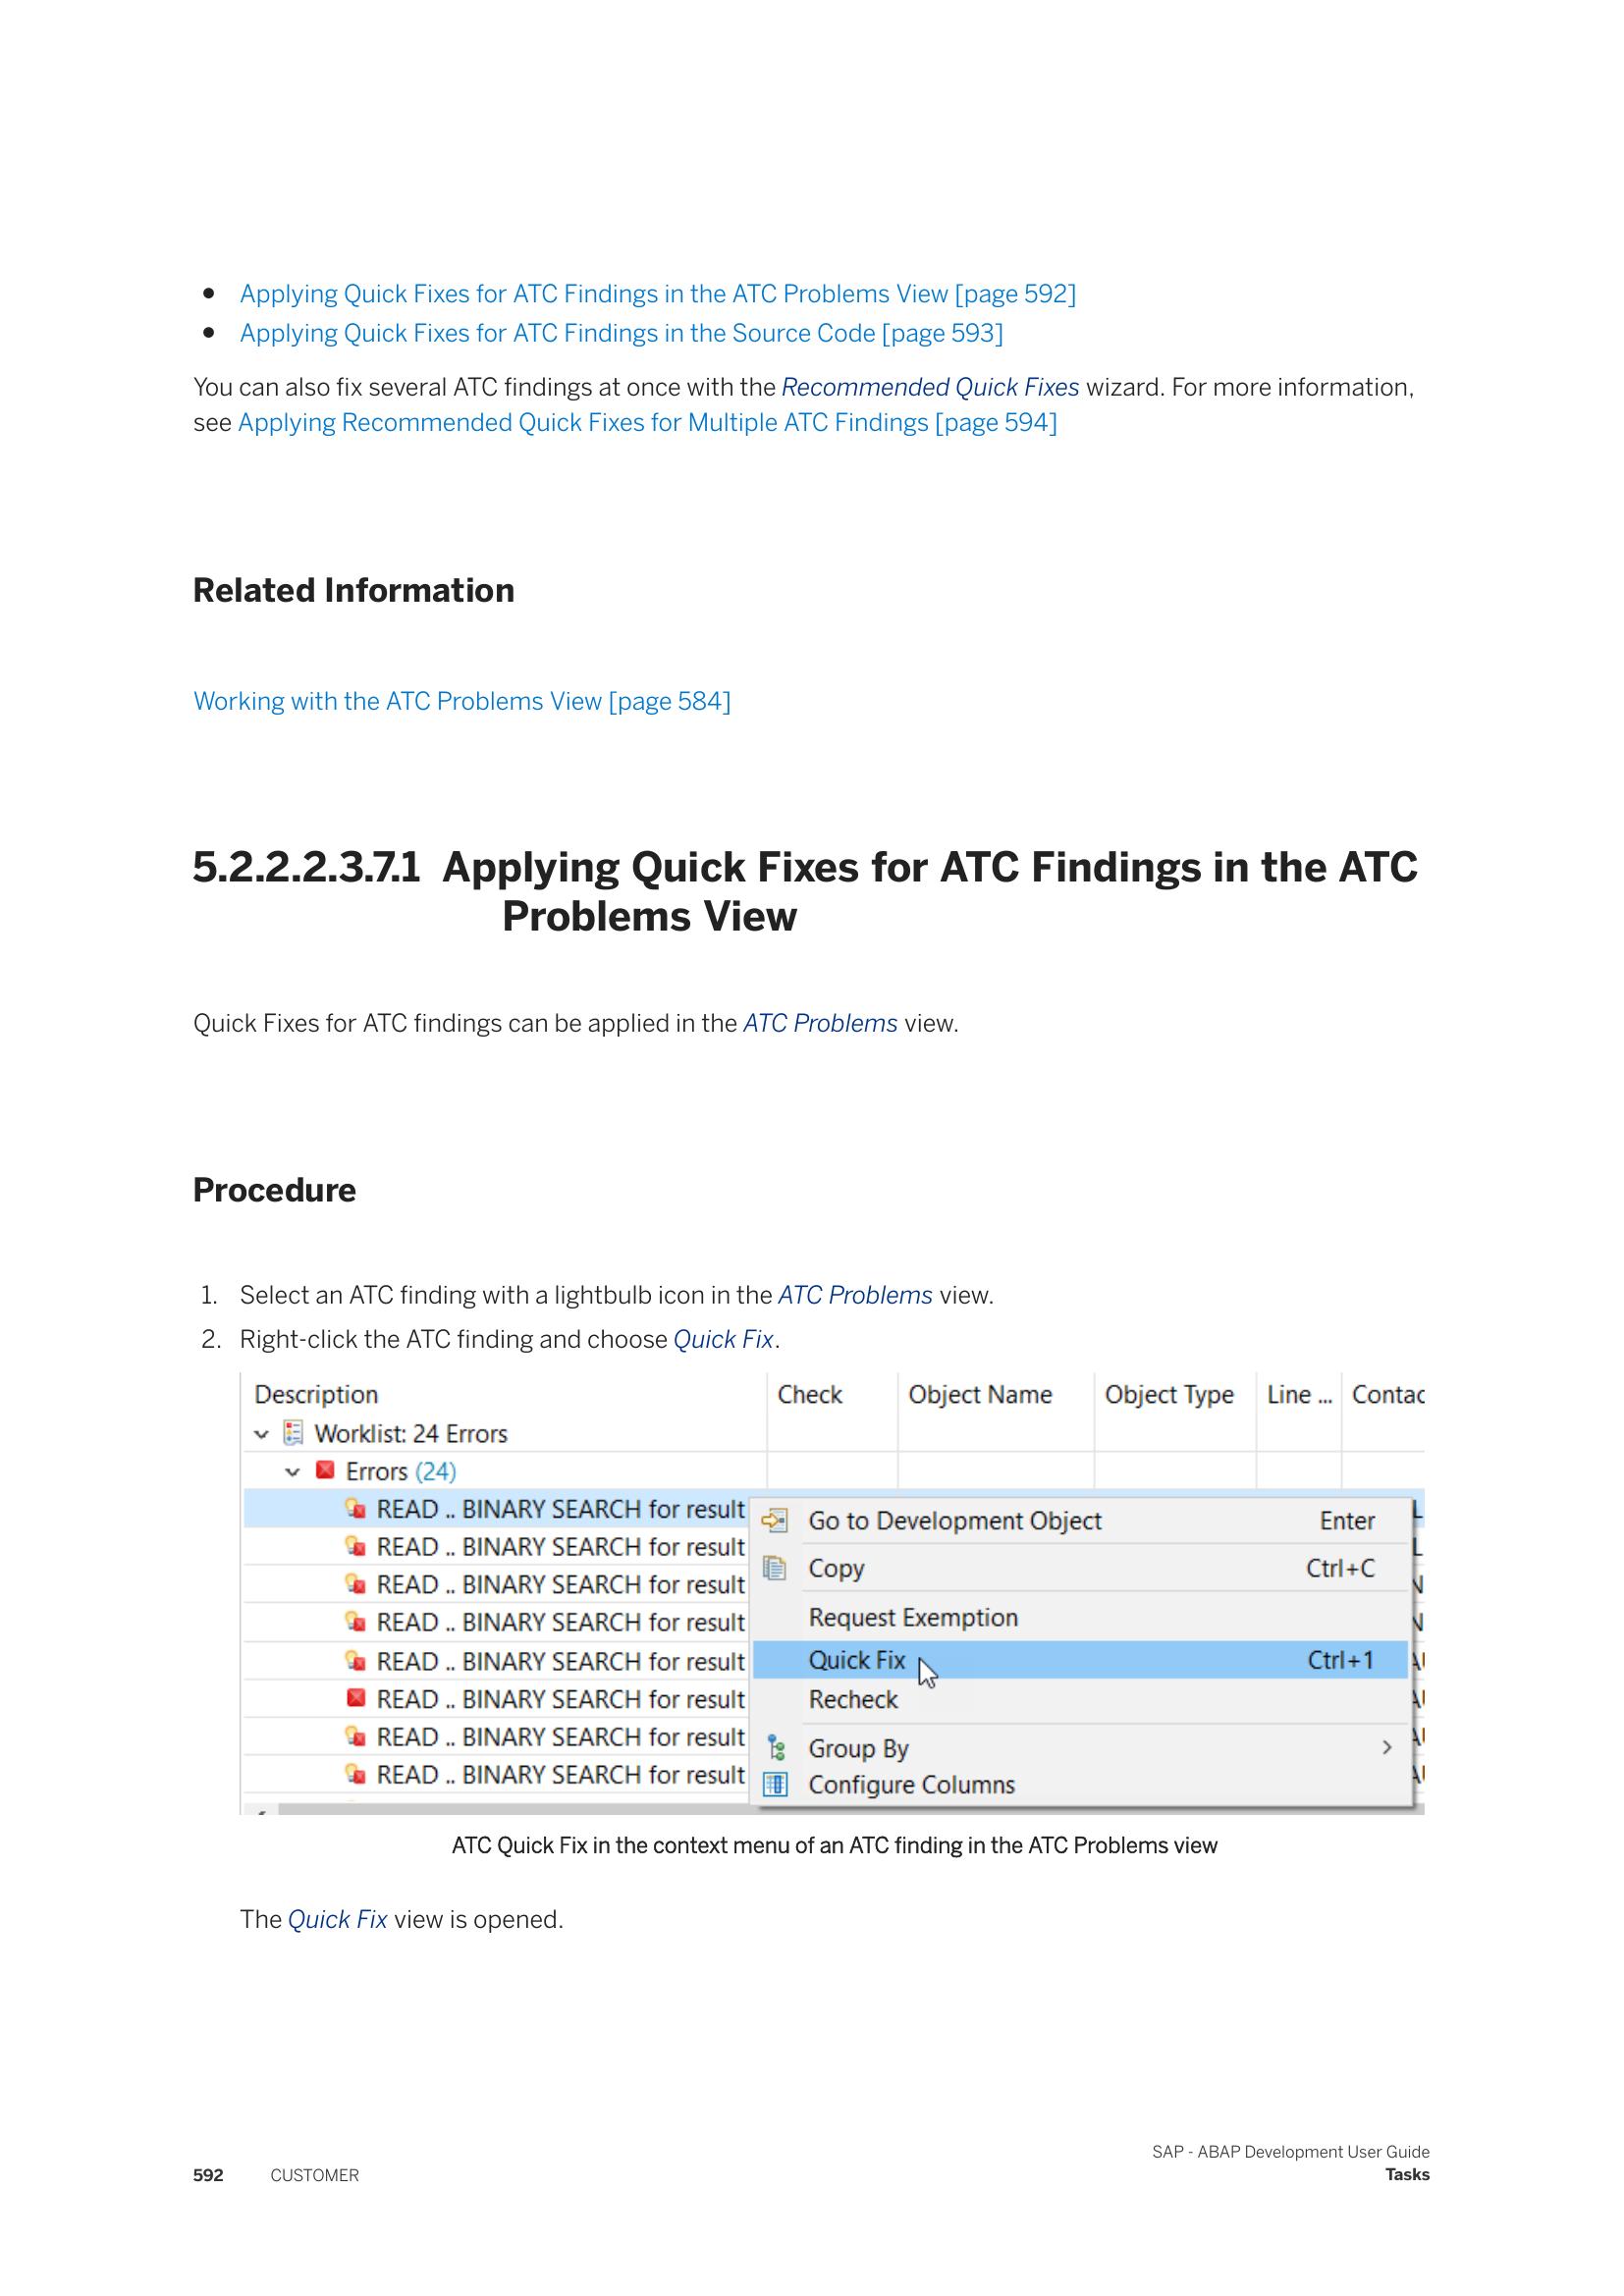 • Applying Quick Fixes for ATC Findings in the ATC Problems View [page 592]
• Applying Quick Fixes for ATC Findings in the Source Code [page 593]
You can also fix several ATC findings at once with the Recommended Quick Fixes wizard. For more information,
see Applying Recommended Quick Fixes for Multiple ATC Findings [page 594]
Related Information
Working with the ATC Problems View [page 584]
5.2.2.2.3.7.1 Applying Quick Fixes for ATC Findings in the ATC
Problems View
Quick Fixes for ATC findings can be applied in the ATC Problems view.
Procedure
1. Select an ATC finding with a lightbulb icon in the ATC Problems view.
2. Right-click the ATC finding and choose Quick Fix.
Description Check Object Name Object Type Line ... Contac
Worklist: 24 Errors
Errors (24)
READ .. BINARY SEARCH for result
READ .. BINARY SEARCH for result
READ .. BINARY SEARCH for result
READ .. BINARY SEARCH for result
READ .. BINARY SEARCH for result
READ .. BINARY SEARCH for result
READ .. BINARY SEARCH for result
READ .. BINARY SEARCH for result
Go to Development Object Enter
Copy Ctrl+C
Request Exemption
Quick Fix Ctrl+1
Recheck
Group By
Configure Columns
ATC Quick Fix in the context menu of an ATC finding in the ATC Problems view
The Quick Fix view is opened.
SAP - ABAP Development User Guide
592 CUSTOMER Tasks